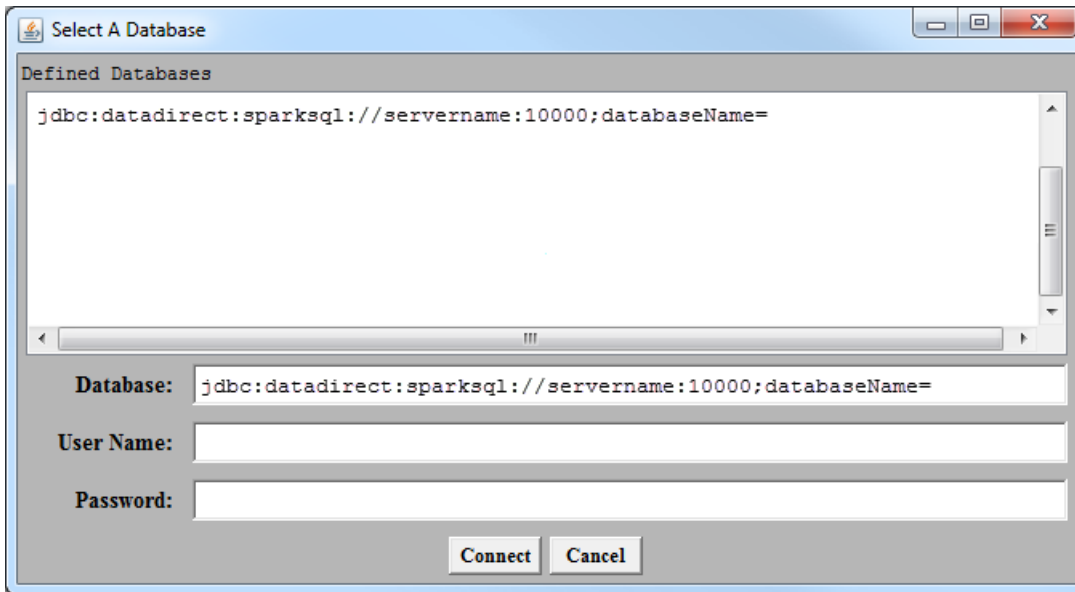 Select A Database
Defined Databases
jdbc:datadirect:sparksql://servername:10000;databaseName=
Database: jdbc:datadirect:sparksql://servername:10000;databaseName=
User Name:
Password:
Connect Cancel